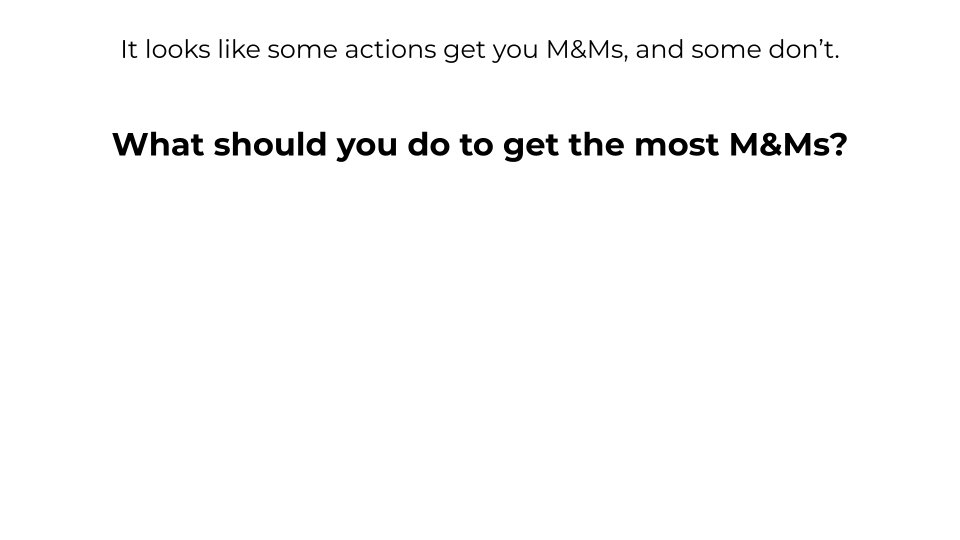 It looks like some actions get you M&Ms, and some don’t.
What should you do to get the most M&Ms?